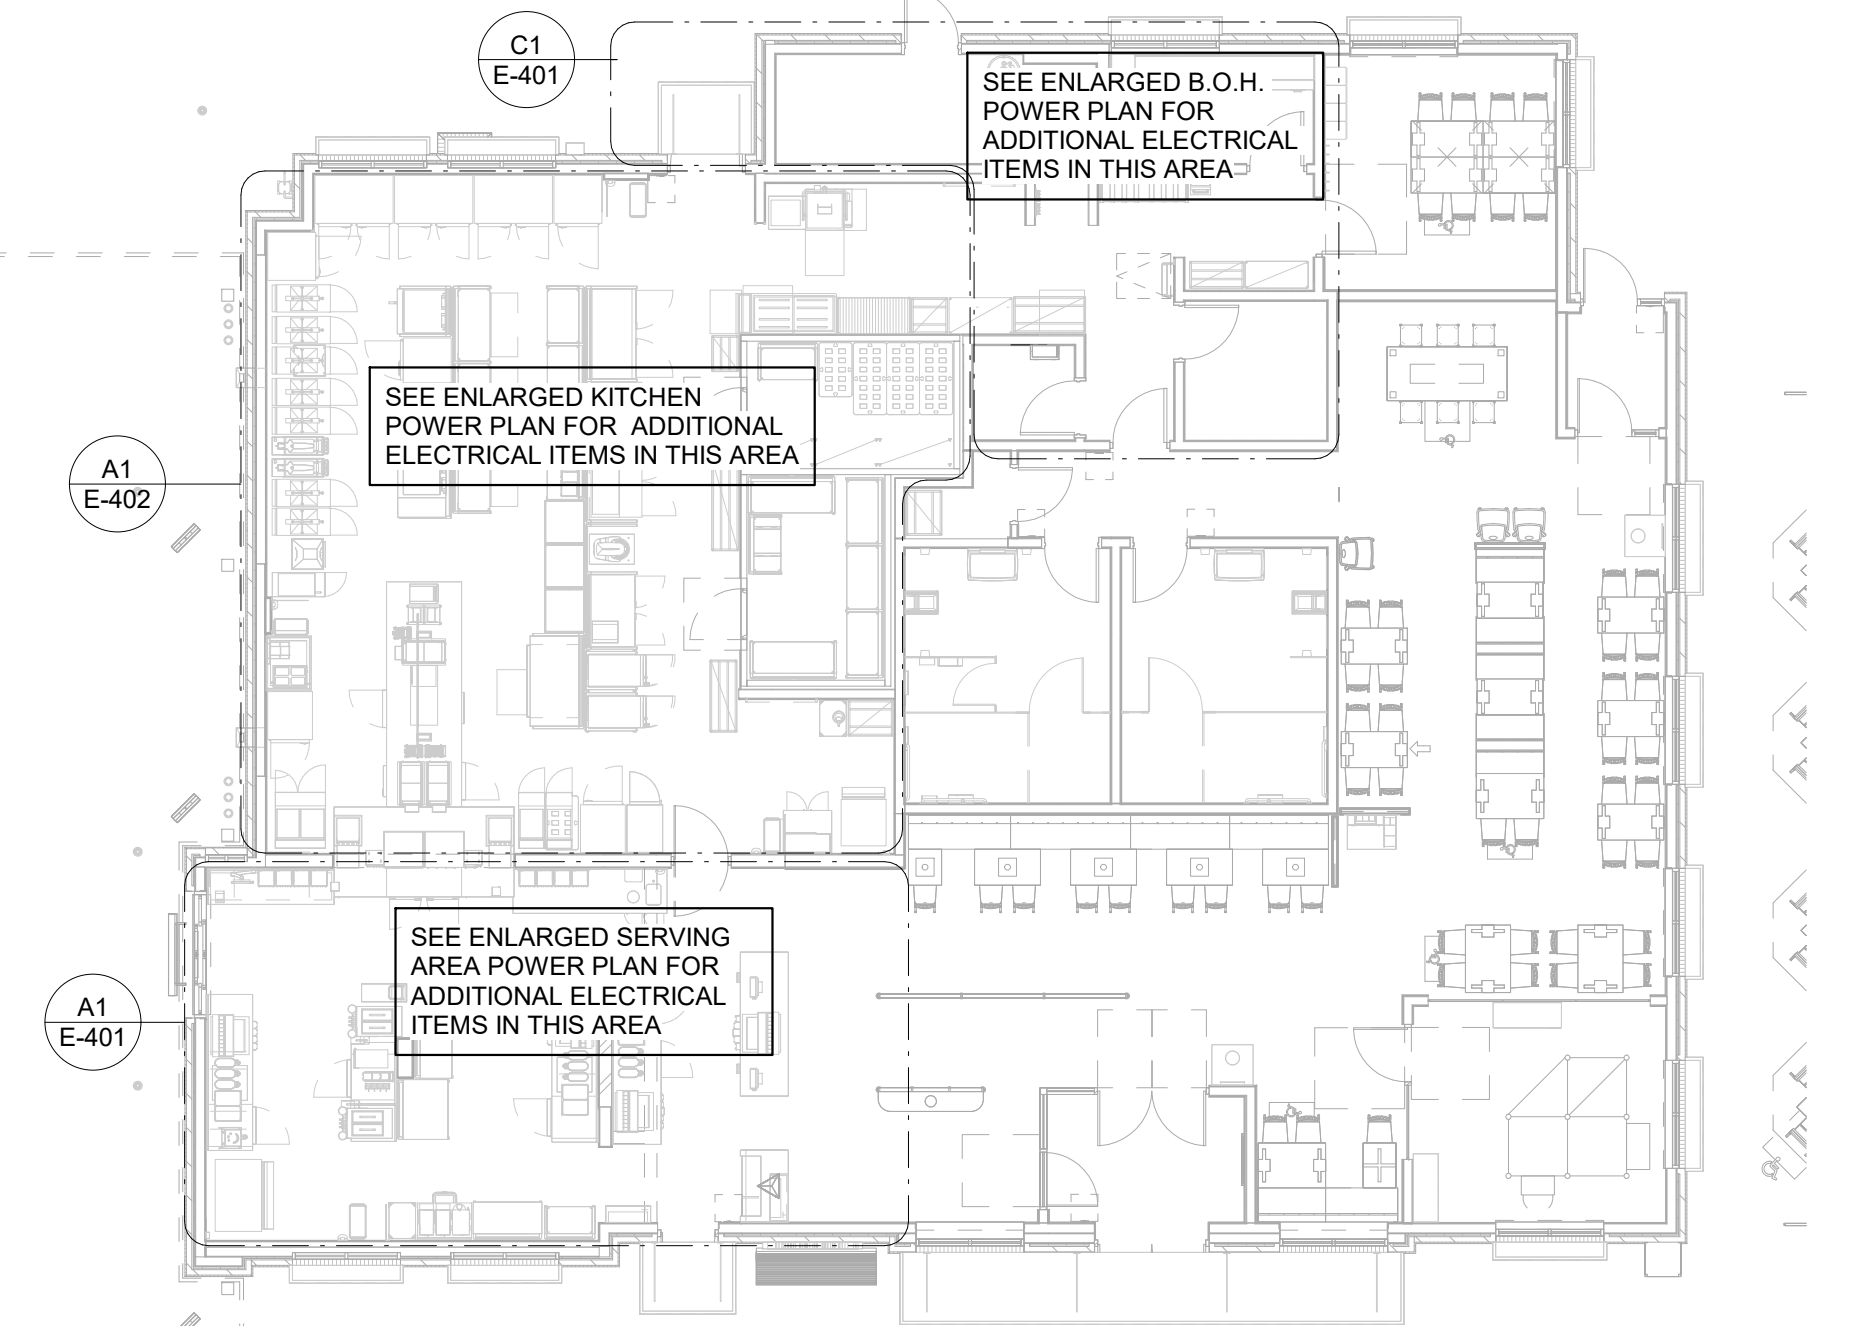 C1
E-401
SEE ENLARGED B.O.H.
POWER PLAN FOR
ADDITIONAL ELECTRICAL
ITEMS IN THIS AREA
SEE ENLARGED KITCHEN
POWER PLAN FOR  ADDITIONAL
ELECTRICAL ITEMS IN THIS AREA
A1
E-402
SEE ENLARGED SERVING
AREA POWER PLAN FOR
ADDITIONAL ELECTRICAL
ITEMS IN THIS AREA
A1
E-401